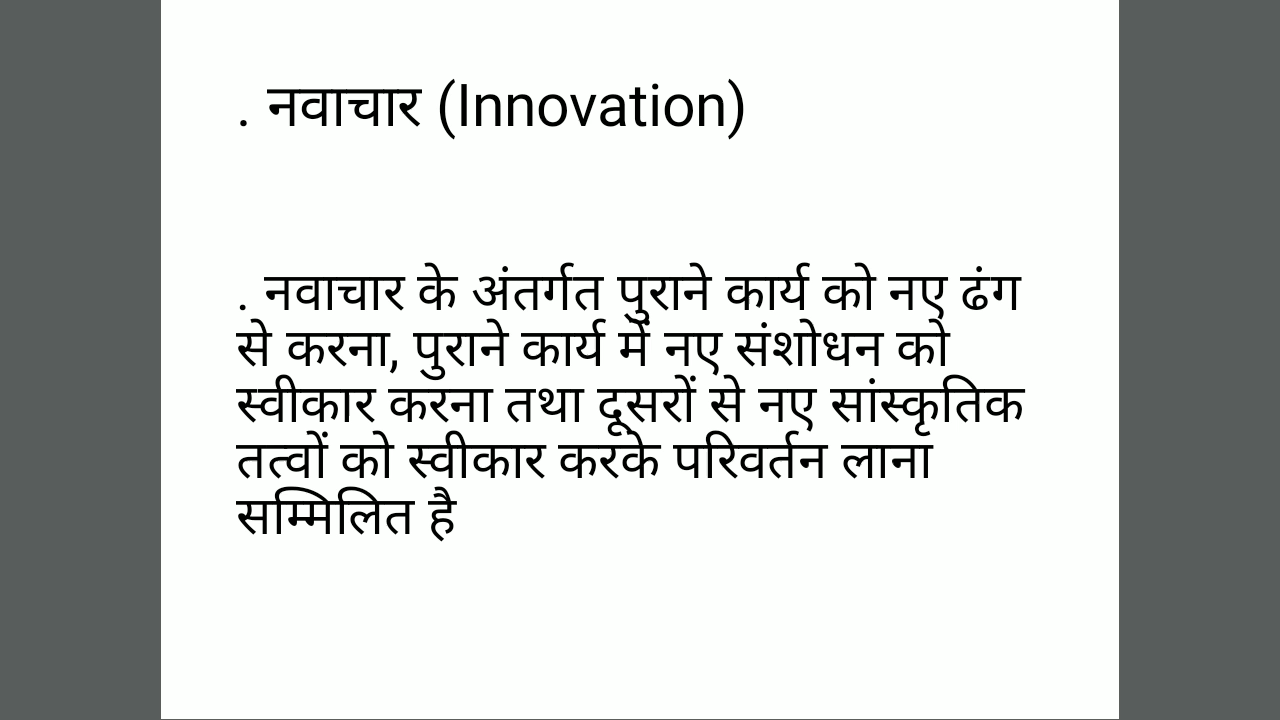 . नवाचार (Innovation)
. नवाचार के अंतर्गत पुराने कार्य को नए ढंग
से करना, पुराने कार्य में नए संशोधन को
स्वीकार करना तथा दूसरों से नए सांस्कृतिक
तत्वों को स्वीकार करके परिवर्तन लाना
सम्मिलित है